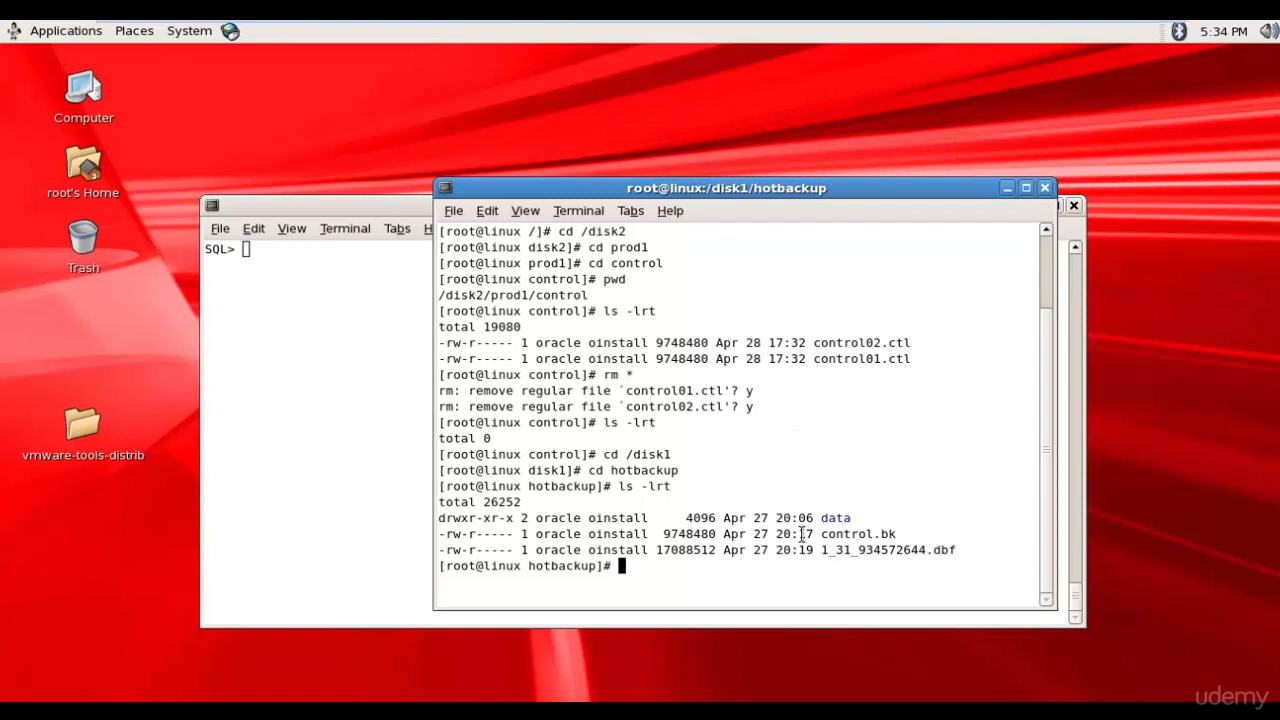 Applications Places System
5:34 PM
Computer
root's Home
Trash
vmware-tools-distrib
File Edit View Terminal Tabs H
SQL>
root@linux:/disk1/hotbackup
File Edit View Terminal Tabs Help
[root@linux /]# cd /disk2
[root@linux disk2]# cd prod1
[root@linux prod1]# cd control
[root@linux control]# pwd
/disk2/prod1/control
[root@linux control]# ls -lrt
total 19080
-rw-r----- 1 oracle oinstall 9748480 Apr 28 17:32 control02.ctl
-rw-r----- 1 oracle oinstall 9748480 Apr 28 17:32 control01.ctl
[root@linux control]# rm *
rm: remove regular file `control01.ctl'? y
rm: remove regular file `control02.ctl'? y
[root@linux control]# ls -lrt
total 0
[root@linux control]# cd /disk1
[root@linux disk1]# cd hotbackup
[root@linux hotbackup]# ls -lrt
total 26252
drwxr-xr-x 2 oracle oinstall     4096 Apr 27 20:06 data
-rw-r----- 1 oracle oinstall  9748480 Apr 27 control.bk
-rw-r----- 1 oracle oinstall 17088512 Apr 27 20:19 1_31_934572644.dbf
[root@linux hotbackup]#
udemy